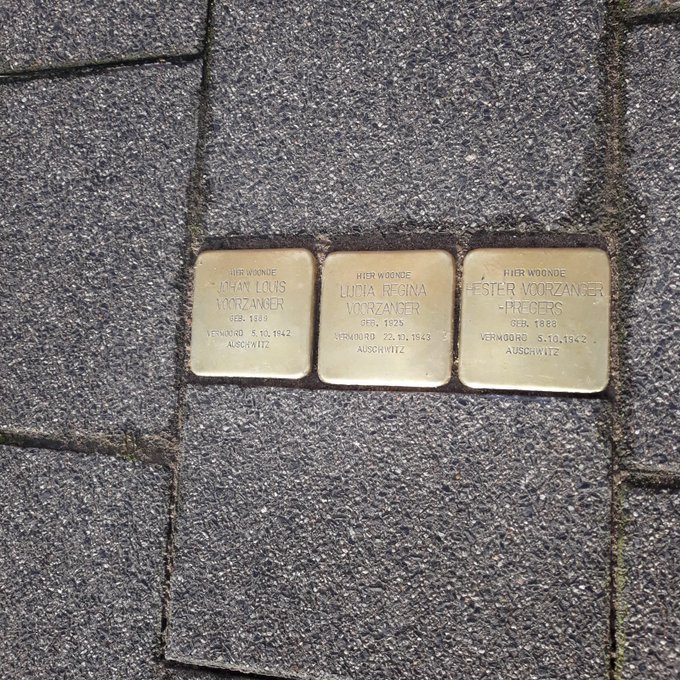 HIER WOONDE
JOHAN LOUIS
VOORZANGER
GEB. 1889
VERMOORD 5.10.1942
AUSCHWITZ
HIER WOONDE
LIJDIA REGINA
VOORZANGER
GEB. 1925
VERMOORD 22.10.1943
AUSCHWITZ
HIER WOONDE
HESTER VOORZANGER
-PREGERS
GEB. 1888
VERMOORD 5.10.1942
AUSCHWITZ